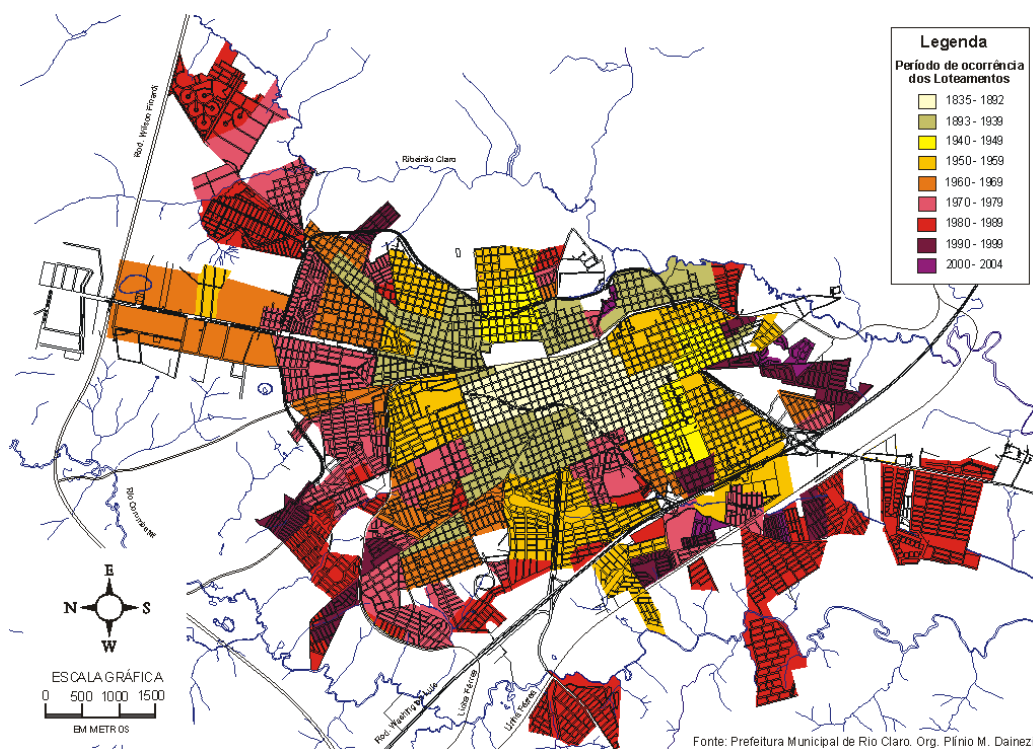 Legenda
Período de ocorrência
dos Loteamentos
1835 - 1892
1893 - 1939
1940 - 1949
1950 - 1959
1960 - 1969
1970 - 1979
1980 - 1989
1990 - 1999
2000 - 2004
Rod. Wilson Finardi
Ribeirão Claro
Rio Corumbataí
E
N
S
W
ESCALA GRÁFICA
0 500 1000 1500
EM METROS
Linha Férrea
Linha Férrea
Rod.
Fonte: Prefeitura Municipal de Rio Claro. Org. Plínio M. Dainez